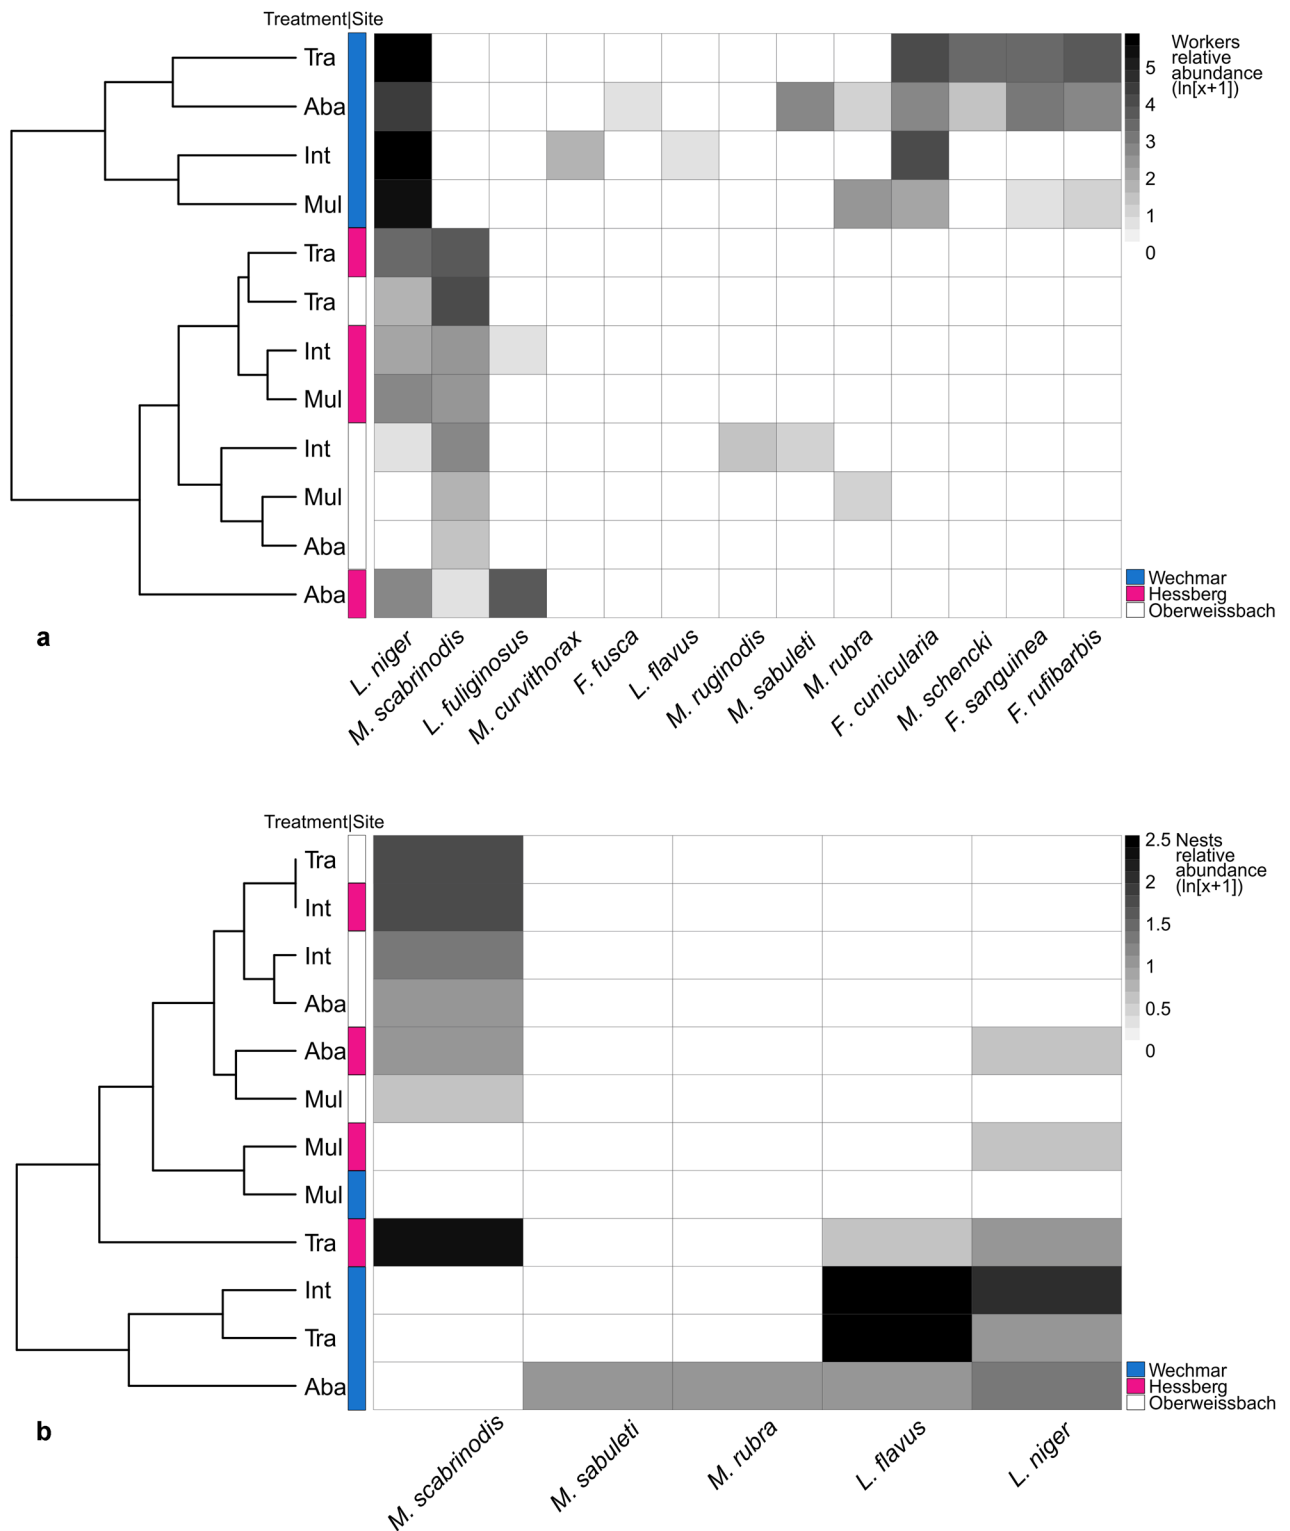 Treatment|Site
Tra
Aba
Int
Mul
Tra
Tra
Int
Mul
Int
Mul
Aba
Aba
Workers
relative
abundance
(ln[x+1])
5
4
3
2
1
0
Wechmar
Hessberg
Oberweissbach
a
L. niger
M. scabrinodis
L. fuliginosus
M. curvithorax
F. fusca
L. flavus
M. ruginodis
M. sabuleti
M. rubra
F. cunicularia
M. schencki
F. sanguinea
F. rufibarbis
Treatment|Site
Tra
Int
Int
Aba
Aba
Mul
Mul
Mul
Tra
Int
Tra
Aba
2.5 Nests
relative
abundance
(ln[x+1])
2
1.5
1
0.5
0
Wechmar
Hessberg
Oberweissbach
b
M. scabrinodis
M. sabuleti
M. rubra
L. flavus
L. niger